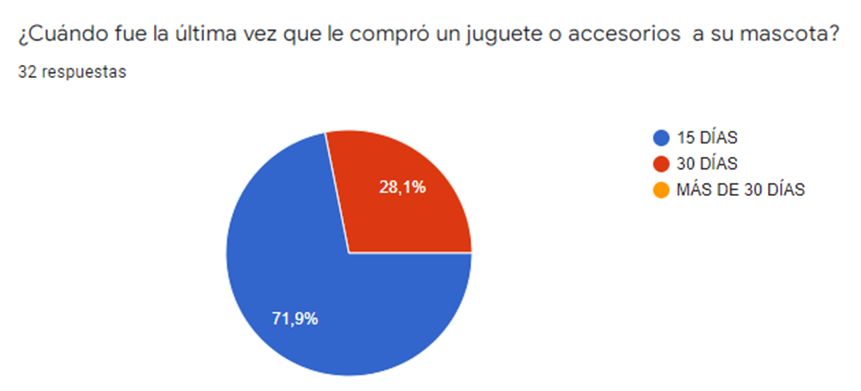 ¿Cuándo fue la última vez que le compró un juguete o accesorios  a su mascota?
32 respuestas
15 DÍAS
30 DÍAS
MÁS DE 30 DÍAS
28,1%
71,9%